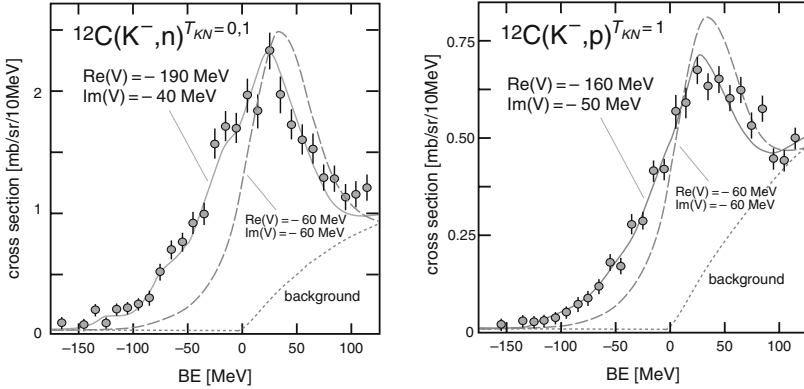 ¹²C(K⁻,n)ᵀᴷᴺ⁼⁰,¹
Re(V)=− 190 MeV
Im(V)=− 40 MeV
Re(V)=− 60 MeV
Im(V)=− 60 MeV
background
cross section [mb/sr/10MeV]
2
1
0
−150
−100
−50
0
50
100
BE [MeV]
¹²C(K⁻,p)ᵀᴷᴺ⁼¹
Re(V)=− 160 MeV
Im(V)=− 50 MeV
Re(V)=− 60 MeV
Im(V)=− 60 MeV
background
cross section [mb/sr/10MeV]
0.75
0.50
0.25
0
−150
−100
−50
0
50
100
BE [MeV]